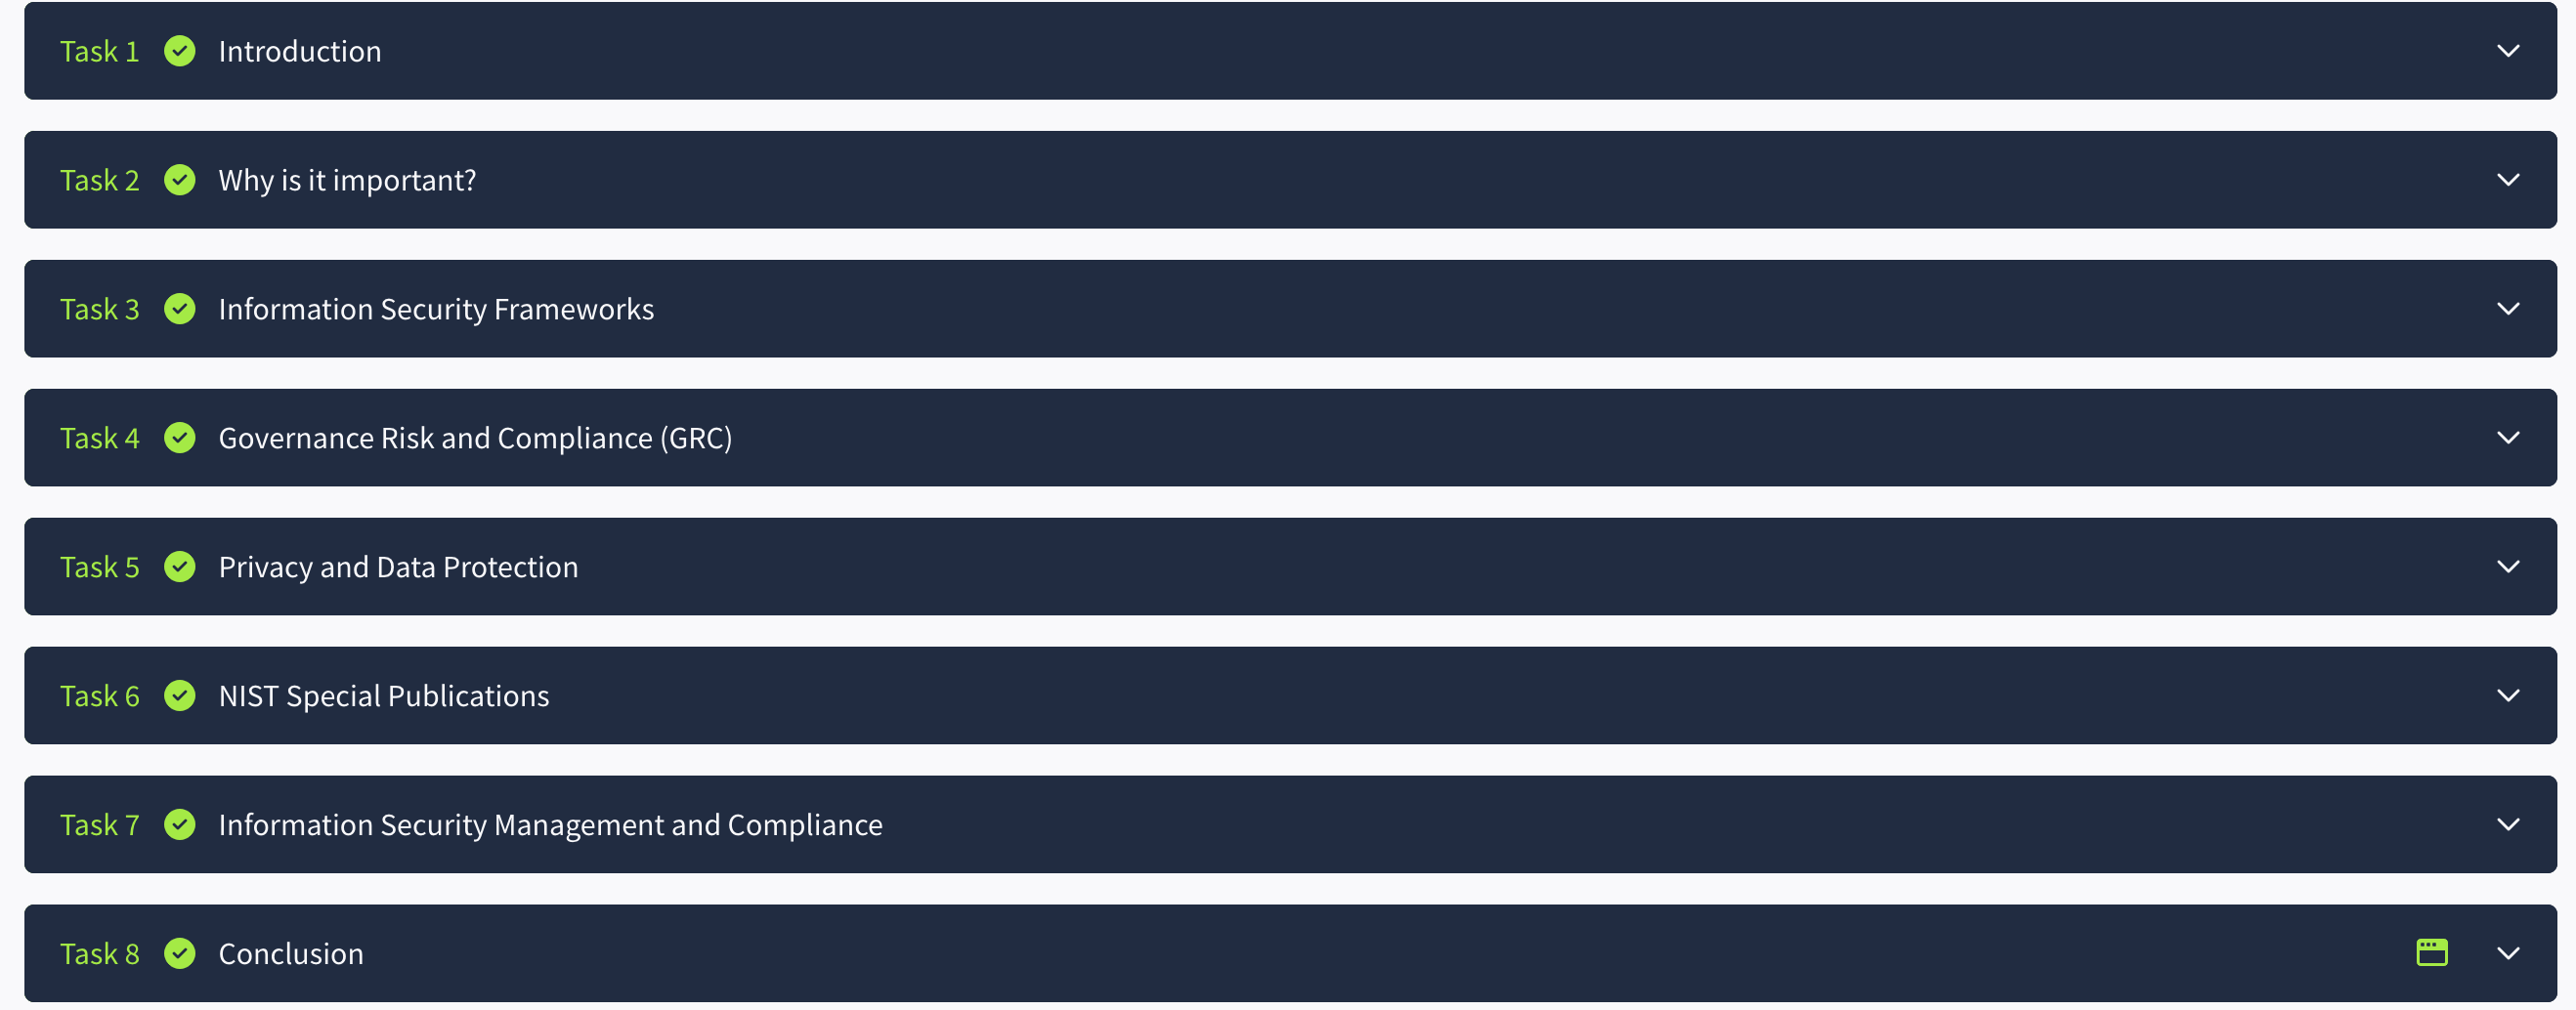 Task 1 Introduction
Task 2 Why is it important?
Task 3 Information Security Frameworks
Task 4 Governance Risk and Compliance (GRC)
Task 5 Privacy and Data Protection
Task 6 NIST Special Publications
Task 7 Information Security Management and Compliance
Task 8 Conclusion